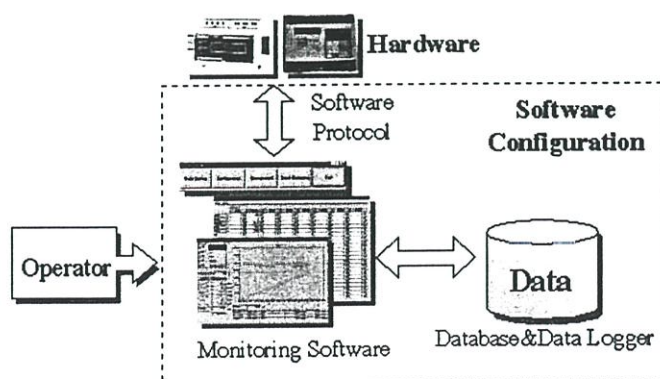 Hardware
Software
Protocol
Software
Configuration
Operator
Data
Monitoring Software
Database&Data Logger